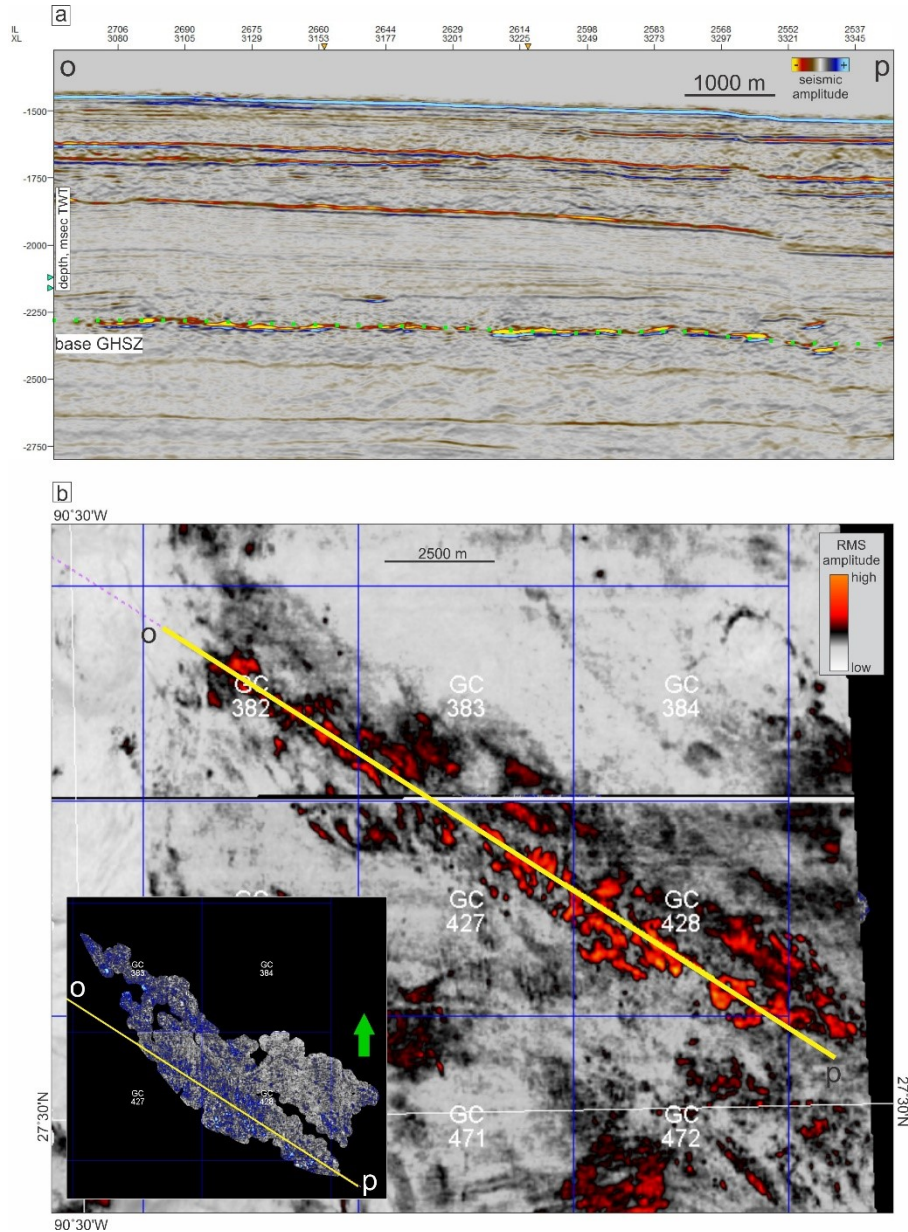 a
IL 2706 2690 2675 2660 2644 2629 2614 2598 2583 2567 2552 2537
XL 3080 3105 3129 3153 3177 3201 3225 3249 3273 3297 3321 3345
o
p
- +
seismic
amplitude
1000 m
-1500
-1750
-2000
-2250
-2500
-2750
depth, msec TWT
base GHSZ
b
90°30'W
2500 m
RMS
amplitude
high
low
o
GC
382
GC
383
GC
384
GC
427
GC
428
p
GC
471
GC
472
27°30'N
27°30'N
GC
383
GC
384
o
GC
427
GC
428
p
90°30'W